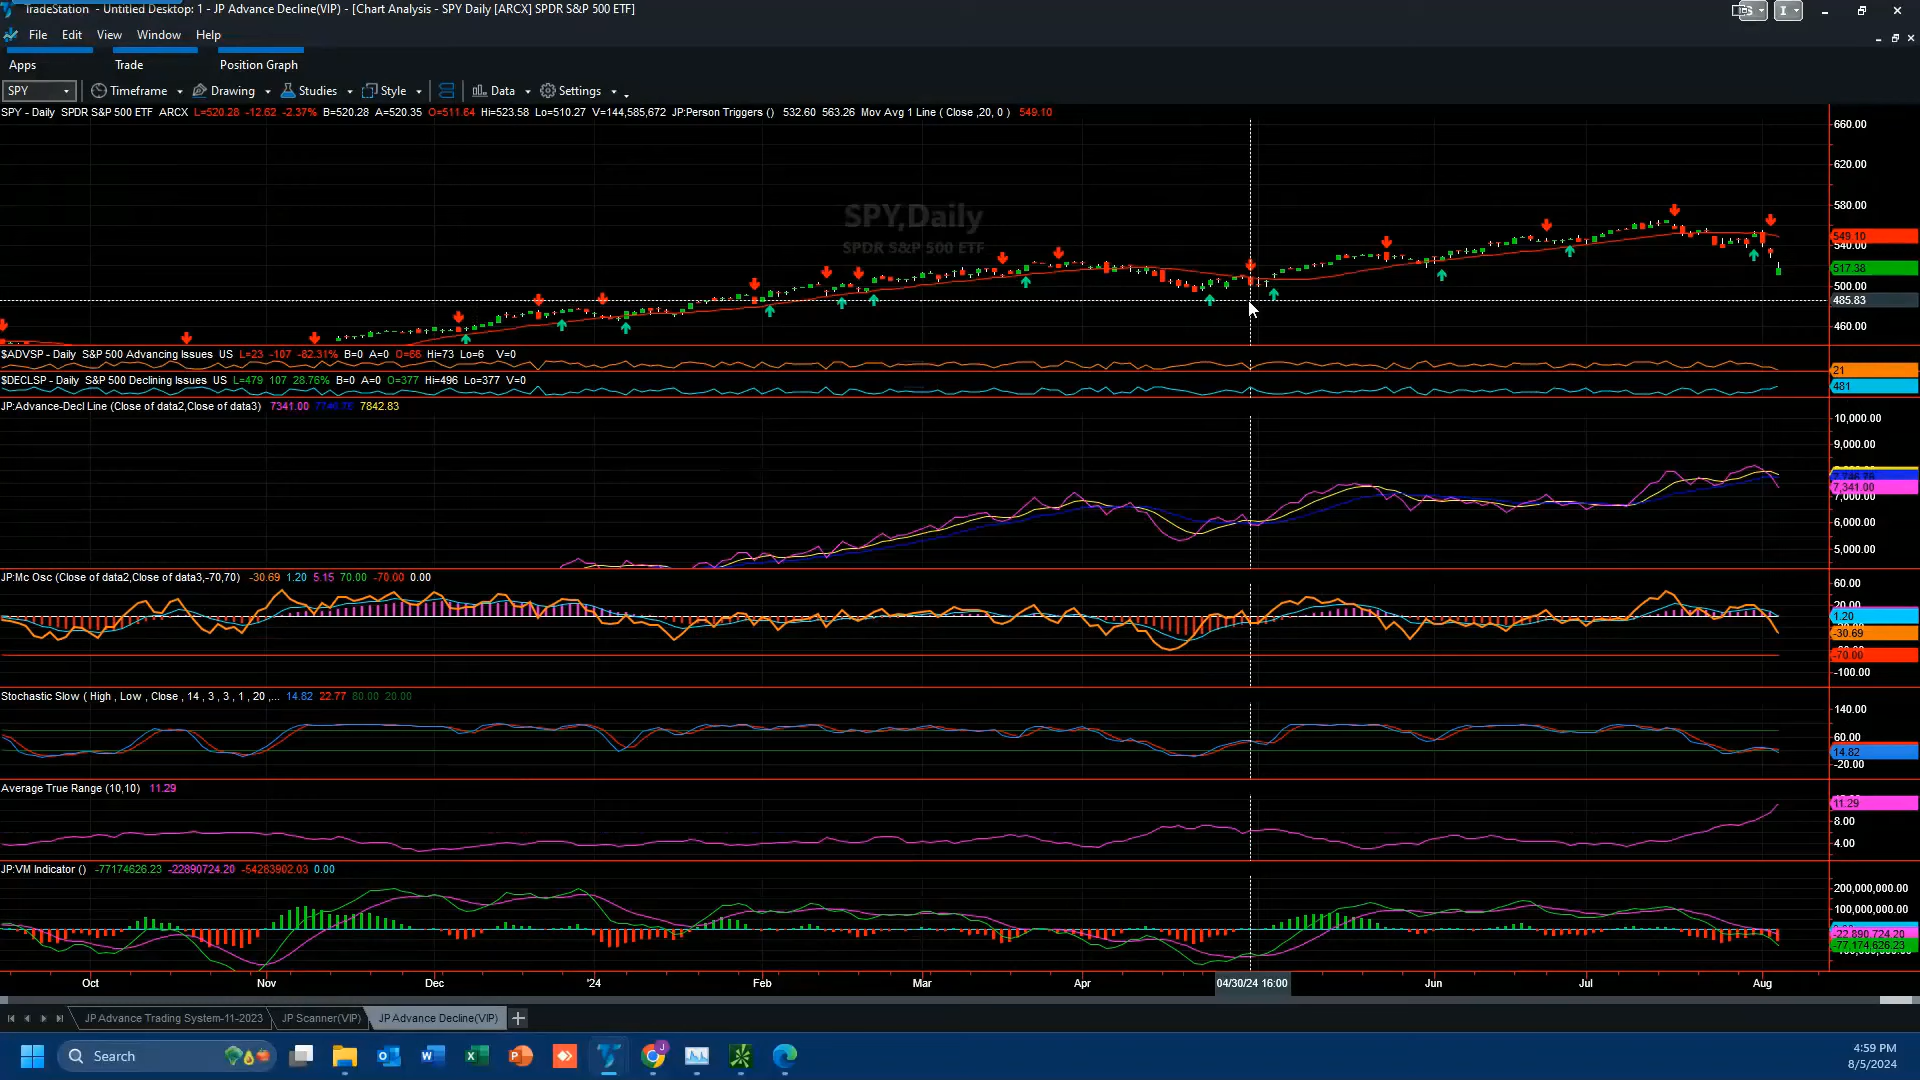 TradeStation - Untitled Desktop: 1 - JP Advance Decline(VIP) - [Chart Analysis - SPY Daily [ARCX] SPDR S&P 500 ETF]
File Edit View Window Help
Apps Trade Position Graph
SPY Timeframe Drawing Studies Style Data Settings
SPY - Daily SPDR S&P 500 ETF ARCX L=520.28 -12.62 -2.37% B=520.28 A=520.35 O=511.64 Hi=523.58 Lo=510.27 V=144,585,672 JP:Person Triggers () 532.60 563.26 Mov Avg 1 Line ( Close ,20, 0 ) 549.10
660.00
620.00
SPY,Daily
SPDR S&P 500 ETF
580.00
549.10
540.00
517.38
500.00
485.83
460.00
$ADVSP - Daily S&P 500 Advancing Issues US L=23 -107 -82.31% B=0 A=0 O=66 Hi=73 Lo=6 V=0
21
$DECLSP - Daily S&P 500 Declining Issues US L=479 107 28.76% B=0 A=0 O=377 Hi=496 Lo=377 V=0
481
JP:Advance-Decl Line (Close of data2,Close of data3) 7341.00 7842.83
10,000.00
9,000.00
7,341.00
7,000.00
6,000.00
5,000.00
JP:Mc Osc (Close of data2,Close of data3,-70,70) -30.69 1.20 5.15 70.00 -70.00 0.00
60.00
20.00
1.20
-30.69
-70.00
-100.00
Stochastic Slow ( High , Low , Close , 14 , 3 , 3 , 1 , 20 ,... 14.82 22.77 80.00 20.00
140.00
60.00
14.82
-20.00
Average True Range (10,10) 11.29
11.29
8.00
4.00
JP:VM Indicator () -77174626.23 -22890724.20 -54283902.03 0.00
200,000,000.00
100,000,000.00
-22,890,724.20
-77,174,626.23
Oct Nov Dec '24 Feb Mar Apr 04/30/24 16:00 Jun Jul Aug
JP Advance Trading System-11-2023 JP Scanner(VIP) JP Advance Decline(VIP)
Search
4:59 PM
8/5/2024